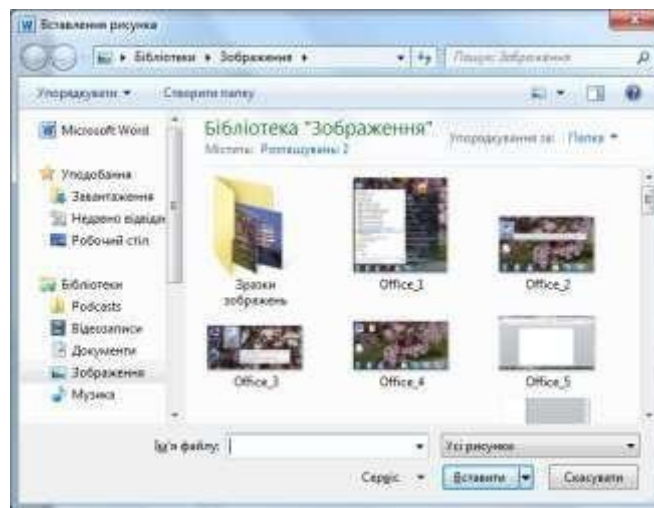 Вставлення рисунка
Бібліотеки ▸ Зображення ▸
Пошук: Зображення
Упорядкувати
Створити папку
Microsoft Word
Бібліотека "Зображення"
Містить: Розташувань: 2
Упорядкування за: Папка
Уподобання
Завантаження
Недавно відвідан
Робочий стіл
Бібліотеки
Podcasts
Відеозаписи
Документи
Зображення
Музика
Зразки
зображень
Office_1
Office_2
Office_3
Office_4
Office_5
Ім'я файлу:
Усі рисунки
Сервіс
Вставити
Скасувати